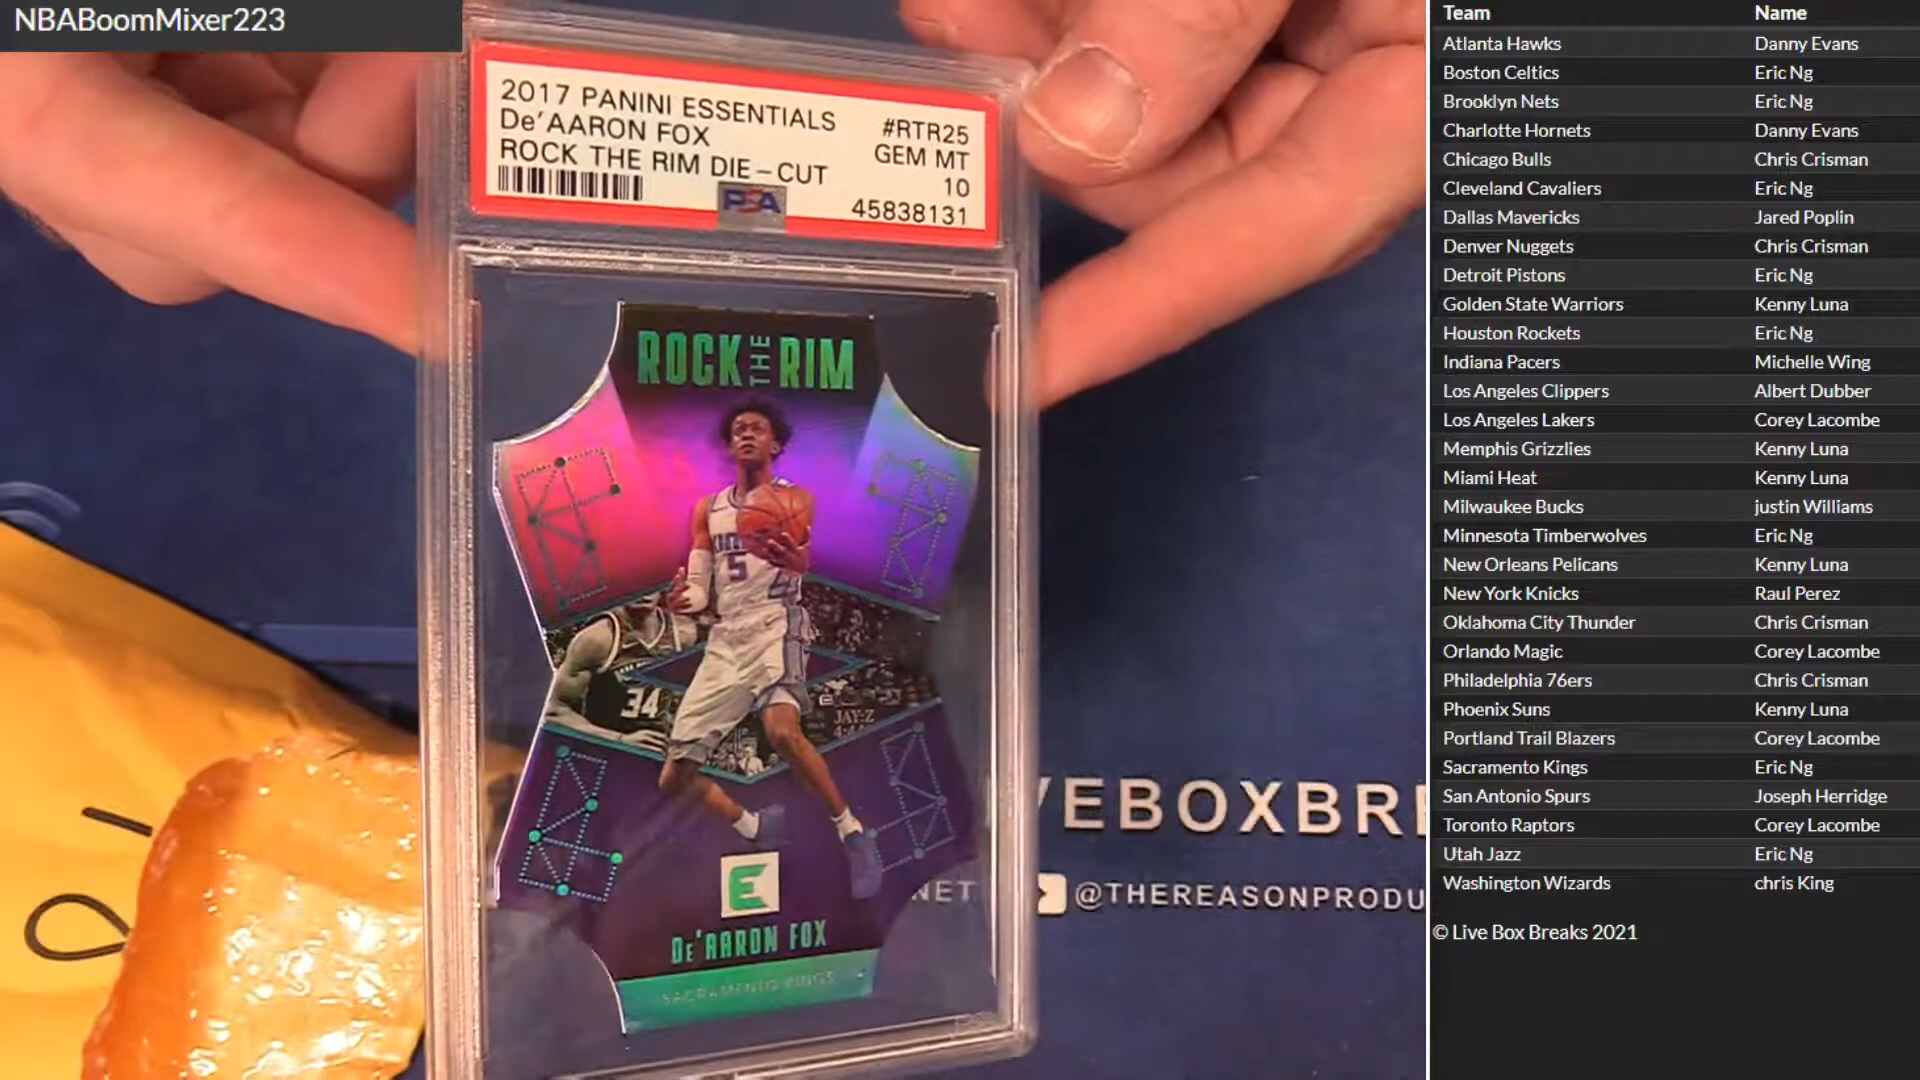 NBABoomMixer223
2017 PANINI ESSENTIALS #RTR25
De'AARON FOX GEM MT
ROCK THE RIM DIE-CUT 10
PSA 45838131
ROCK THE RIM
5
34
JAY-Z
4:44
E
De'AARON FOX
SACRAMENTO KINGS
VEBOXBRE
NET @THEREASONPRODU
Team Name
Atlanta Hawks Danny Evans
Boston Celtics Eric Ng
Brooklyn Nets Eric Ng
Charlotte Hornets Danny Evans
Chicago Bulls Chris Crisman
Cleveland Cavaliers Eric Ng
Dallas Mavericks Jared Poplin
Denver Nuggets Chris Crisman
Detroit Pistons Eric Ng
Golden State Warriors Kenny Luna
Houston Rockets Eric Ng
Indiana Pacers Michelle Wing
Los Angeles Clippers Albert Dubber
Los Angeles Lakers Corey Lacombe
Memphis Grizzlies Kenny Luna
Miami Heat Kenny Luna
Milwaukee Bucks justin Williams
Minnesota Timberwolves Eric Ng
New Orleans Pelicans Kenny Luna
New York Knicks Raul Perez
Oklahoma City Thunder Chris Crisman
Orlando Magic Corey Lacombe
Philadelphia 76ers Chris Crisman
Phoenix Suns Kenny Luna
Portland Trail Blazers Corey Lacombe
Sacramento Kings Eric Ng
San Antonio Spurs Joseph Herridge
Toronto Raptors Corey Lacombe
Utah Jazz Eric Ng
Washington Wizards chris King
© Live Box Breaks 2021